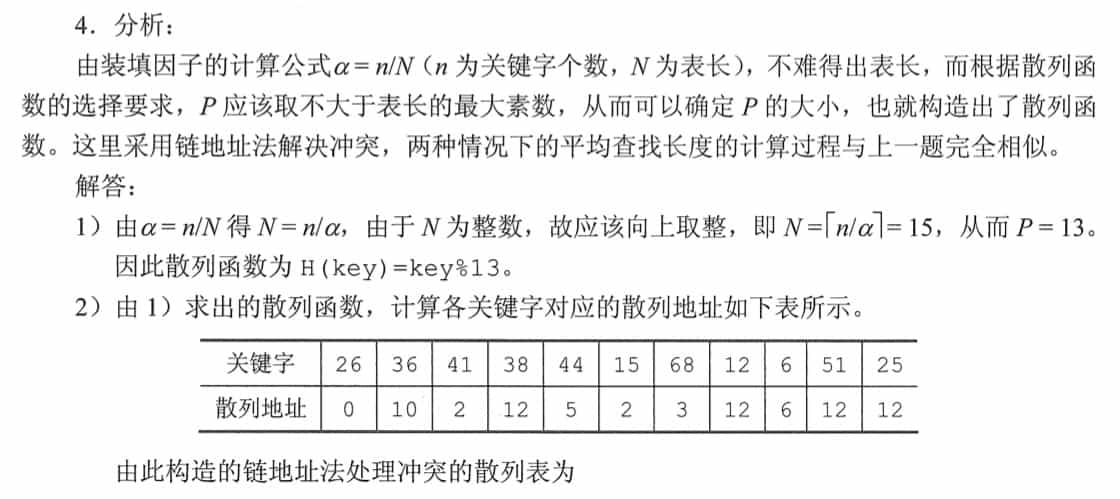 4．分析：
由装填因子的计算公式α= n/N（n 为关键字个数，N 为表长），不难得出表长，而根据散列函
数的选择要求，P 应该取不大于表长的最大素数，从而可以确定 P 的大小，也就构造出了散列函
数。这里采用链地址法解决冲突，两种情况下的平均查找长度的计算过程与上一题完全相似。
解答：
1）由α= n/N 得 N = n/α，由于 N 为整数，故应该向上取整，即 N =⌈n/α⌉= 15，从而 P = 13。
因此散列函数为 H(key)=key%13。
2）由 1）求出的散列函数，计算各关键字对应的散列地址如下表所示。
关键字 26 36 41 38 44 15 68 12 6 51 25
散列地址 0 10 2 12 5 2 3 12 6 12 12
由此构造的链地址法处理冲突的散列表为